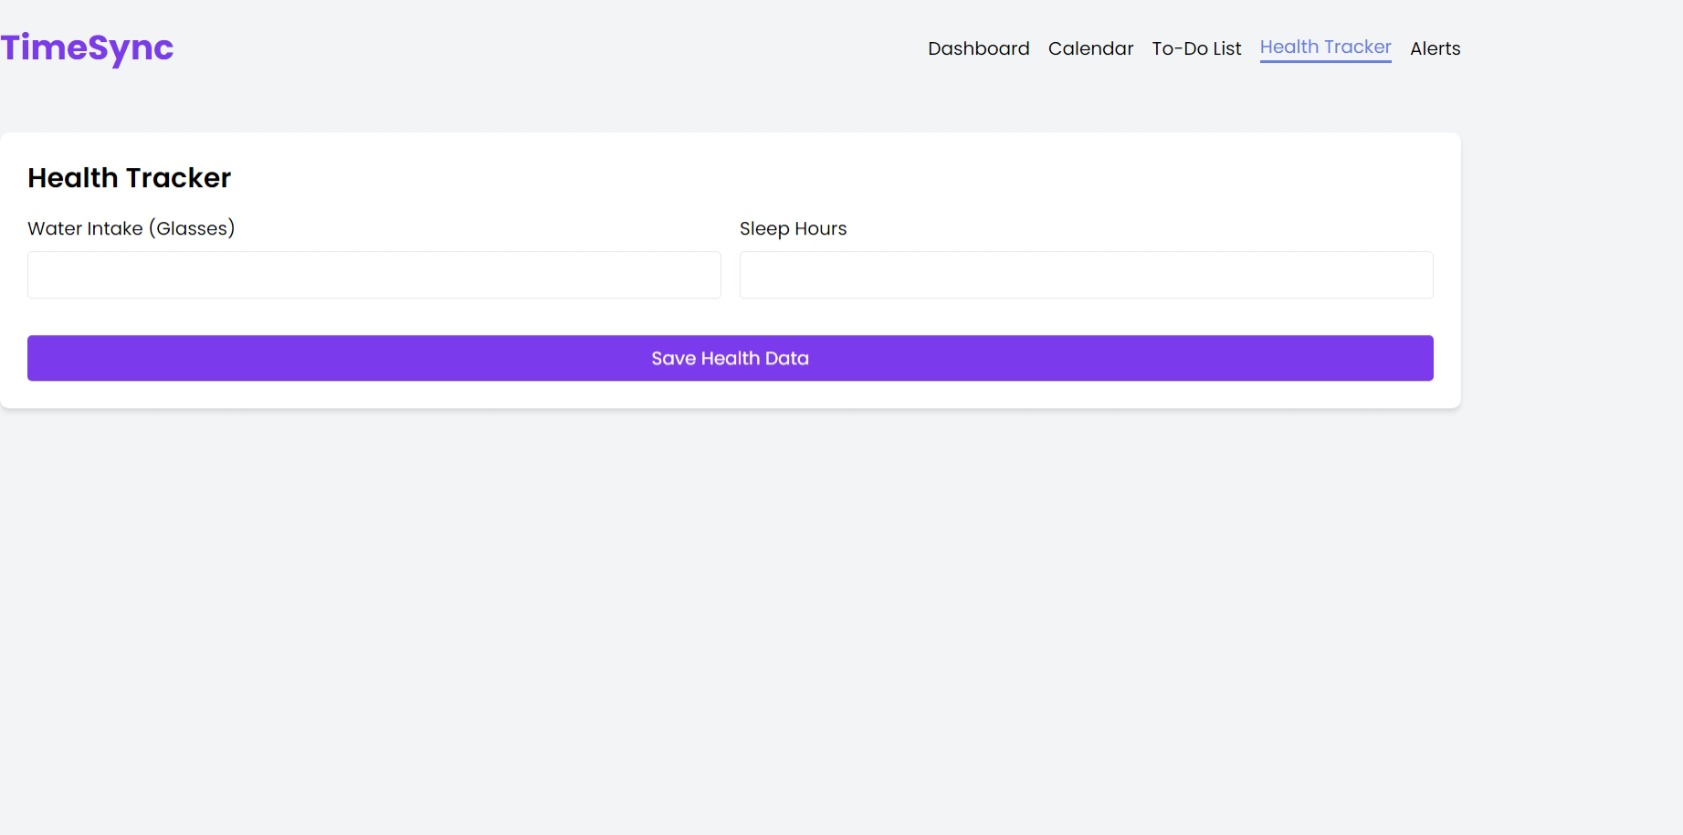 TimeSync
Dashboard Calendar To-Do List Health Tracker Alerts
Health Tracker
Water Intake (Glasses) Sleep Hours
Save Health Data